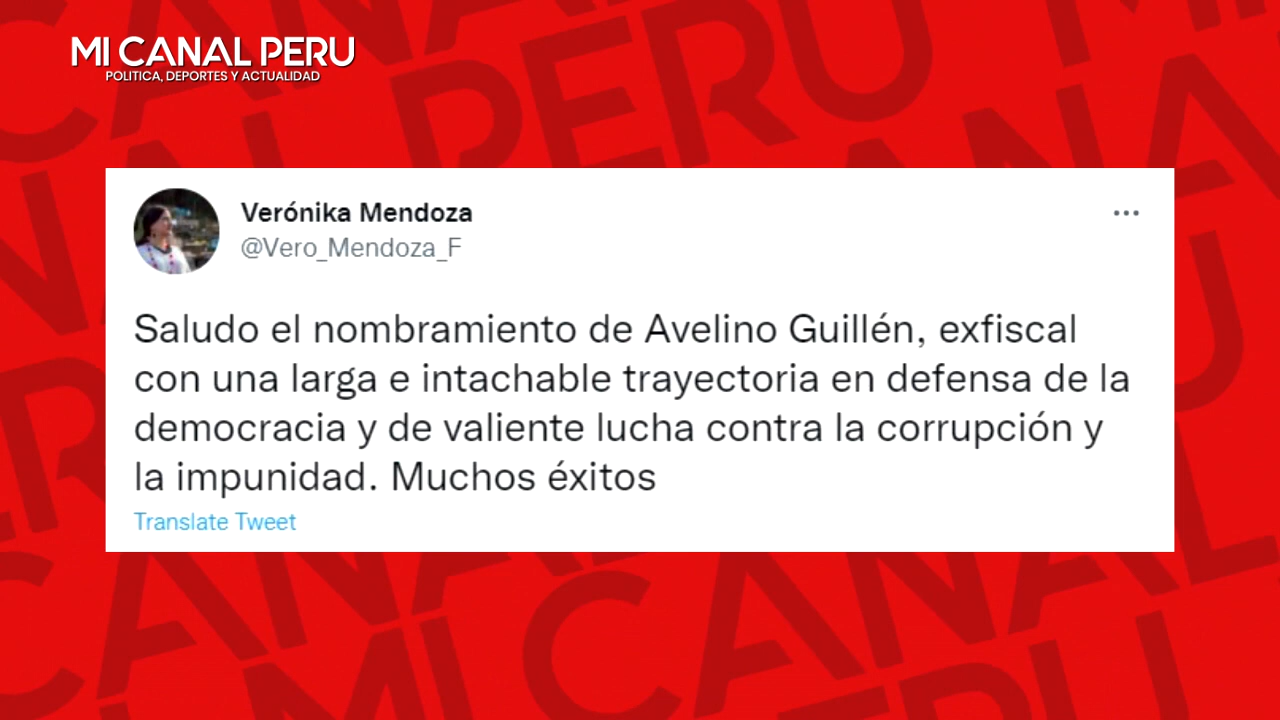 MI CANAL PERU
POLITICA, DEPORTES Y ACTUALIDAD
Verónika Mendoza
@Vero_Mendoza_F
Saludo el nombramiento de Avelino Guillén, exfiscal
con una larga e intachable trayectoria en defensa de la
democracia y de valiente lucha contra la corrupción y
la impunidad. Muchos éxitos
Translate Tweet